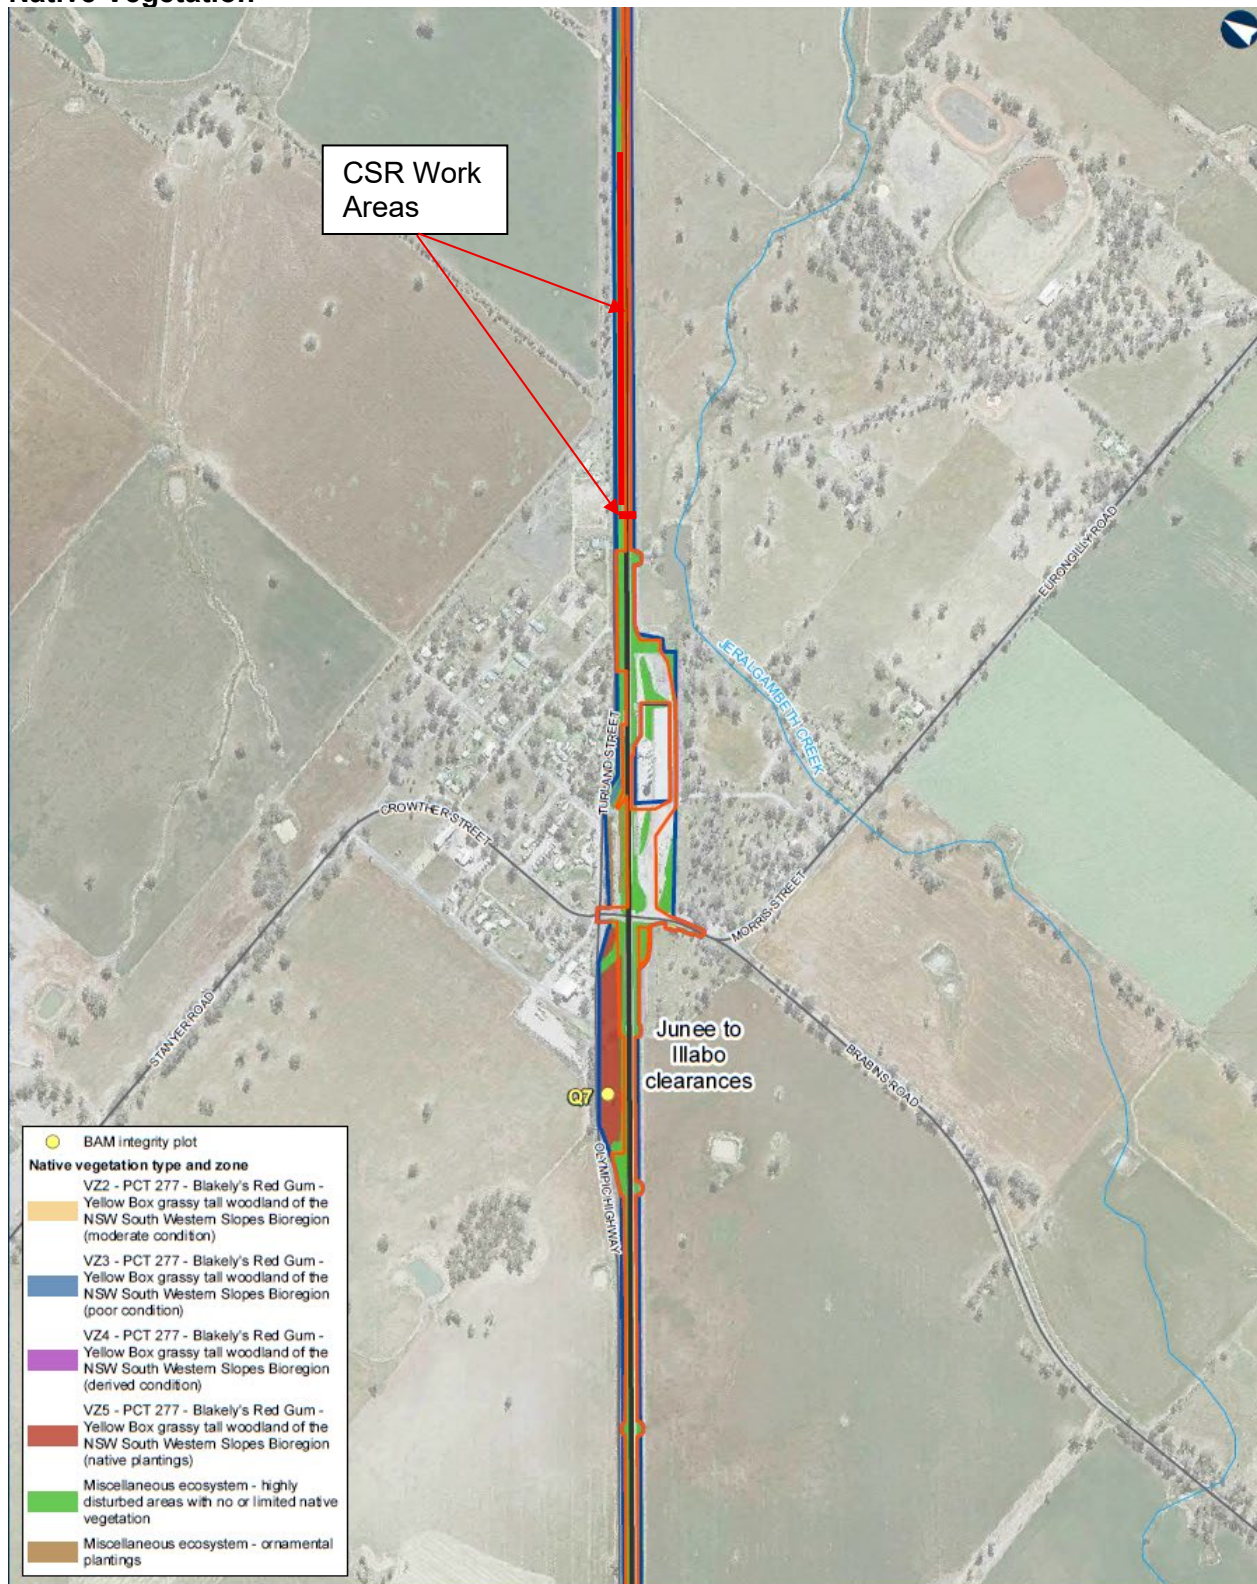 Native Vegetation
CSR Work
Areas
EURONGILLY ROAD
JERALGAMBETH CREEK
TURLAND STREET
CROWTHER STREET
MORRIS STREET
STANYER ROAD
BRABINS ROAD
Junee to
Illabo
clearances
Q7
OLYMPIC HIGHWAY
BAM integrity plot
Native vegetation type and zone
VZ2 - PCT 277 - Blakely's Red Gum -
Yellow Box grassy tall woodland of the
NSW South Western Slopes Bioregion
(moderate condition)
VZ3 - PCT 277 - Blakely's Red Gum -
Yellow Box grassy tall woodland of the
NSW South Western Slopes Bioregion
(poor condition)
VZ4 - PCT 277 - Blakely's Red Gum -
Yellow Box grassy tall woodland of the
NSW South Western Slopes Bioregion
(derived condition)
VZ5 - PCT 277 - Blakely's Red Gum -
Yellow Box grassy tall woodland of the
NSW South Western Slopes Bioregion
(native plantings)
Miscellaneous ecosystem - highly
disturbed areas with no or limited native
vegetation
Miscellaneous ecosystem - ornamental
plantings